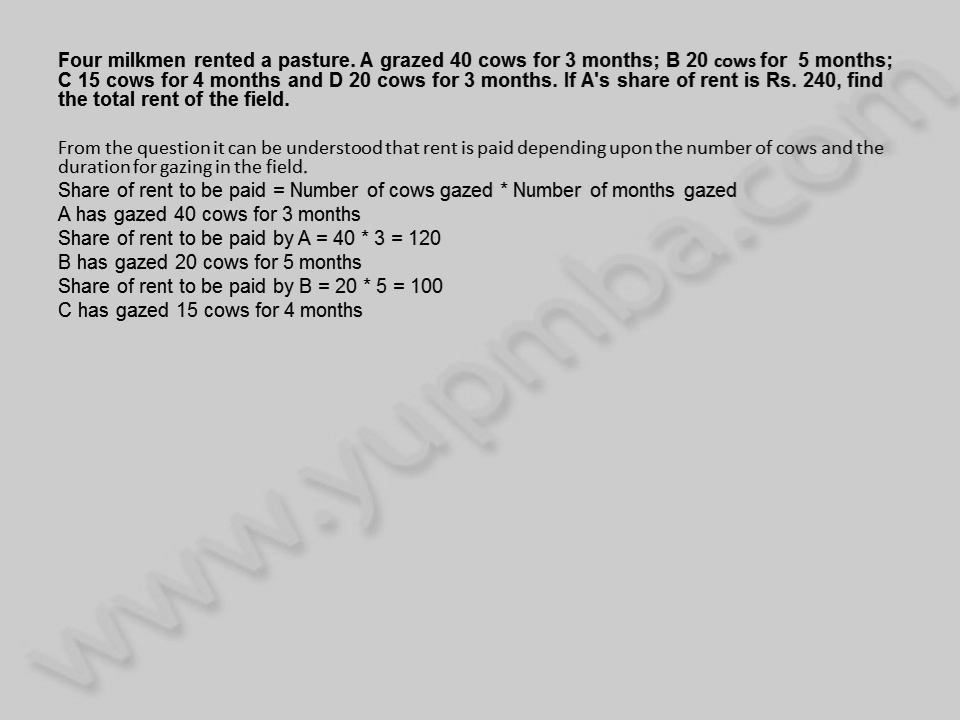 Four milkmen rented a pasture. A grazed 40 cows for 3 months; B 20 cows for 5 months;
C 15 cows for 4 months and D 20 cows for 3 months. If A's share of rent is Rs. 240, find
the total rent of the field.
From the question it can be understood that rent is paid depending upon the number of cows and the
duration for gazing in the field.
Share of rent to be paid = Number of cows gazed * Number of months gazed
A has gazed 40 cows for 3 months
Share of rent to be paid by A = 40 * 3 = 120
B has gazed 20 cows for 5 months
Share of rent to be paid by B = 20 * 5 = 100
C has gazed 15 cows for 4 months
www.yupmba.com